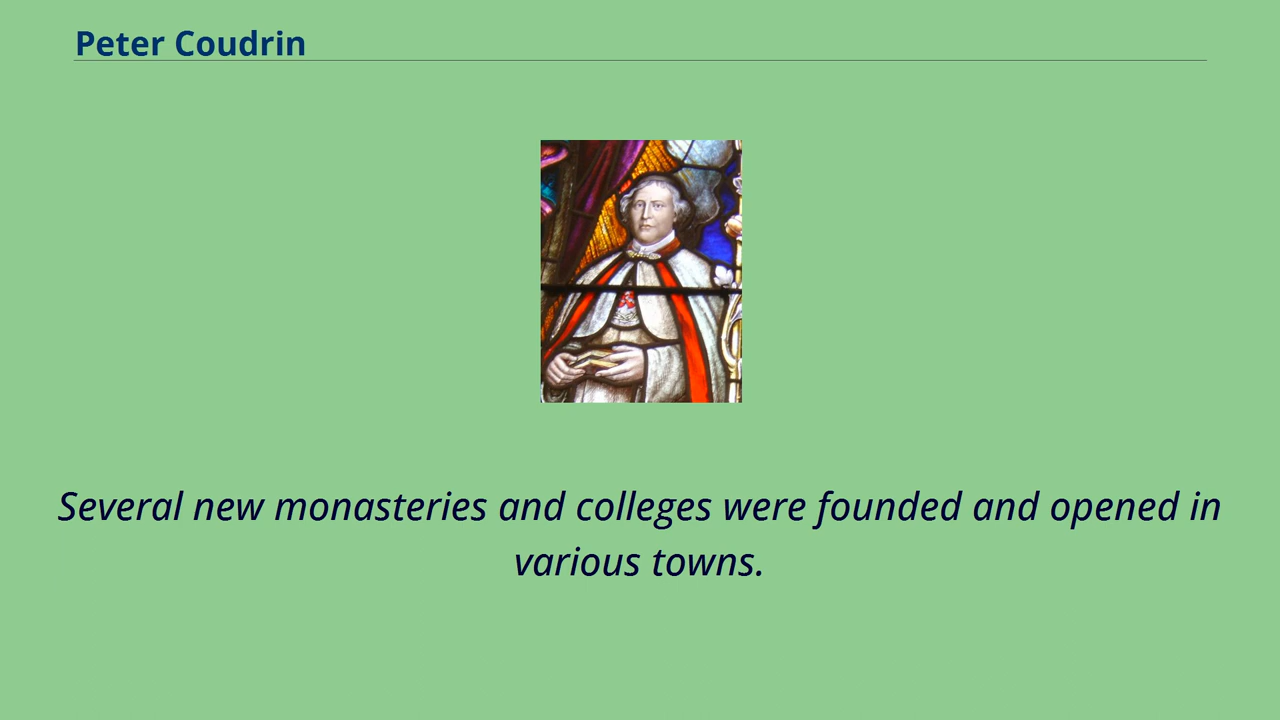 Peter Coudrin
Several new monasteries and colleges were founded and opened in
various towns.